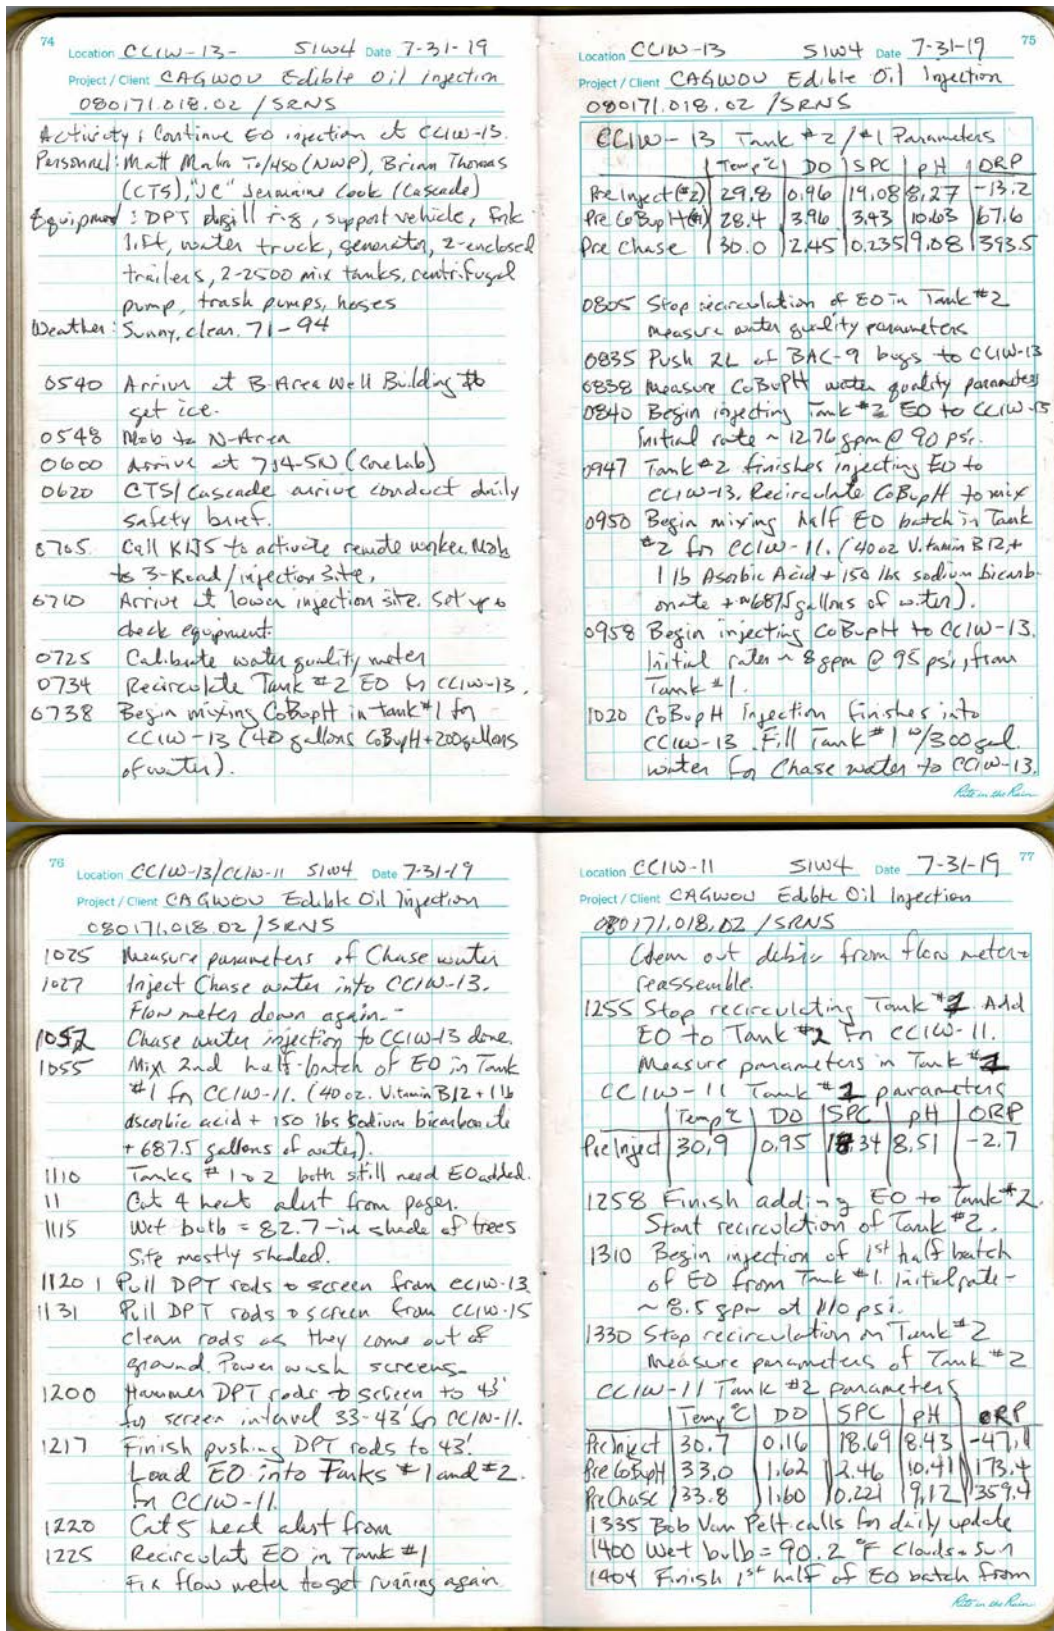 74
Location CCIW-13- SIW4 Date 7-31-19
Project / Client CAGWOU Edible Oil injection
080171.018.02 /SRNS
Activity: Continue EO injection at CCIW-13.
Personnel: Matt Malin TO/450 (NWP), Brian Thomas
(CTS), "JC" Jermaine Cook (Cascade)
Equipment: DPT drill rig, support vehicle, fork
lift, water truck, generator, 2-enclosed
trailers, 2-2500 mix tanks, centrifugal
pump, trash pumps, hoses
Weather: Sunny, clear. 71-94
0540 Arrive at B-Area Well Building to
get ice.
0548 Mob to N-Area
0600 Arrive at 714-5N (Core Lab)
0620 CTS/Cascade arrive conduct daily
safety brief.
0705 Call KWJS to activate remote worker. Mob
to 3-Road/injection site.
0710 Arrive at lower injection site. Set up &
check equipment.
0725 Calibrate water quality meter
0734 Recirculate Tank #2 EO for CCIW-13.
0738 Begin mixing CoBupH in tank #1 for
CCIW-13 (40 gallons CoBupH + 200 gallons
of water).
75
Location CCIW-13 SIW4 Date 7-31-19
Project / Client CAGWOU Edible Oil Injection
080171.018.02 /SRNS
CCIW-13 Tank #2/#1 Parameters
Temp°C DO SPC pH ORP
Pre Inject (#2) 29.8 0.96 19.08 8.27 -13.2
Pre CoBupH (#1) 28.4 3.96 3.43 10.63 67.6
Pre Chase 30.0 2.45 0.235 9.08 393.5
0805 Stop recirculation of EO in Tank #2
measure water quality parameters
0835 Push 2L of BAC-9 bugs to CCIW-13
0838 Measure CoBupH water quality parameters
0840 Begin injecting Tank #2 EO to CCIW-13
Initial rate ~ 12.76 gpm @ 90 psi.
0947 Tank #2 finishes injecting EO to
CCIW-13. Recirculate CoBupH to mix
0950 Begin mixing half EO batch in Tank
#2 for CCIW-11. (40 oz Vitamin B12 +
1 lb Asorbic Acid + 150 lbs sodium bicarb-
onate + ~687.5 gallons of water).
0958 Begin injecting CoBupH to CCIW-13.
Initial rate ~ 8 gpm @ 95 psi, from
Tank #1.
1020 CoBupH Injection finishes into
CCIW-13. Fill Tank #1 w/300 gal.
water for Chase water to CCIW-13.
Rite in the Rain
76
Location CCIW-13/CCIW-11 SIW4 Date 7-31-19
Project / Client CAGWOU Edible Oil Injection
080171.018.02 /SRNS
1025 Measure parameters of Chase water
1027 Inject Chase water into CCIW-13.
Flow meter down again.-
1052 Chase water injection to CCIW-13 done.
1055 Mix 2nd half-batch of EO in Tank
#1 for CCIW-11. (40 oz. Vitamin B12 + 1 lb
ascorbic acid + 150 lbs sodium bicarbonate
+ 687.5 gallons of water).
1110 Tanks #1 & 2 both still need EO added.
11 Cat 4 heat alert from pager.
1115 Wet bulb = 82.7 - in shade of trees
Site mostly shaded.
1120 Pull DPT rods & screen from CCIW-13
1131 Pull DPT rods & screen from CCIW-15
clean rods as they come out of
ground. Power wash screens.
1200 Hammer DPT rods & screen to 43'
for screen interval 33-43' for CCIW-11.
1217 Finish pushing DPT rods to 43'.
Load EO into Tanks #1 and #2.
for CCIW-11.
1220 Cat 5 heat alert from
1225 Recirculat EO in Tank #1
Fix flow meter to get running again.
77
Location CCIW-11 SIW4 Date 7-31-19
Project / Client CAGWOU Edible Oil Injection
080171.018.02 /SRNS
Clean out debris from flow meter &
reassemble.
1255 Stop recirculating Tank #1. Add
EO to Tank #2 for CCIW-11.
Measure parameters in Tank #1
CCIW-11 Tank #1 parameters
Temp°C DO SPC pH ORP
Pre Inject 30.9 0.95 18.34 8.51 -2.7
1258 Finish adding EO to Tank #2.
Start recirculation of Tank #2.
1310 Begin injection of 1st half batch
of EO from Tank #1. Initial rate -
~8.5 gpm at 110 psi.
1330 Stop recirculation in Tank #2
measure parameters of Tank #2
CCIW-11 Tank #2 parameters
Temp°C DO SPC pH ORP
Pre Inject 30.7 0.16 18.69 8.43 -47.1
Pre CoBupH 33.0 1.62 2.46 10.41 173.4
Pre Chase 33.8 1.60 0.221 9.12 359.4
1335 Bob Van Pelt calls for daily update
1400 Wet bulb = 90.2 °F Clouds & Sun
1404 Finish 1st half of EO batch from
Rite in the Rain